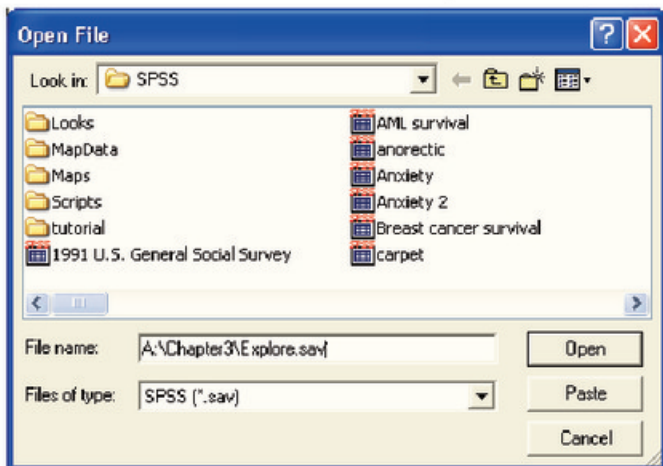 Open File
Look in: SPSS
Looks
MapData
Maps
Scripts
tutorial
1991 U.S. General Social Survey
AML survival
anorectic
Anxiety
Anxiety 2
Breast cancer survival
carpet
File name: A:\Chapter3\Explore.sav Open
Files of type: SPSS (*.sav) Paste
Cancel